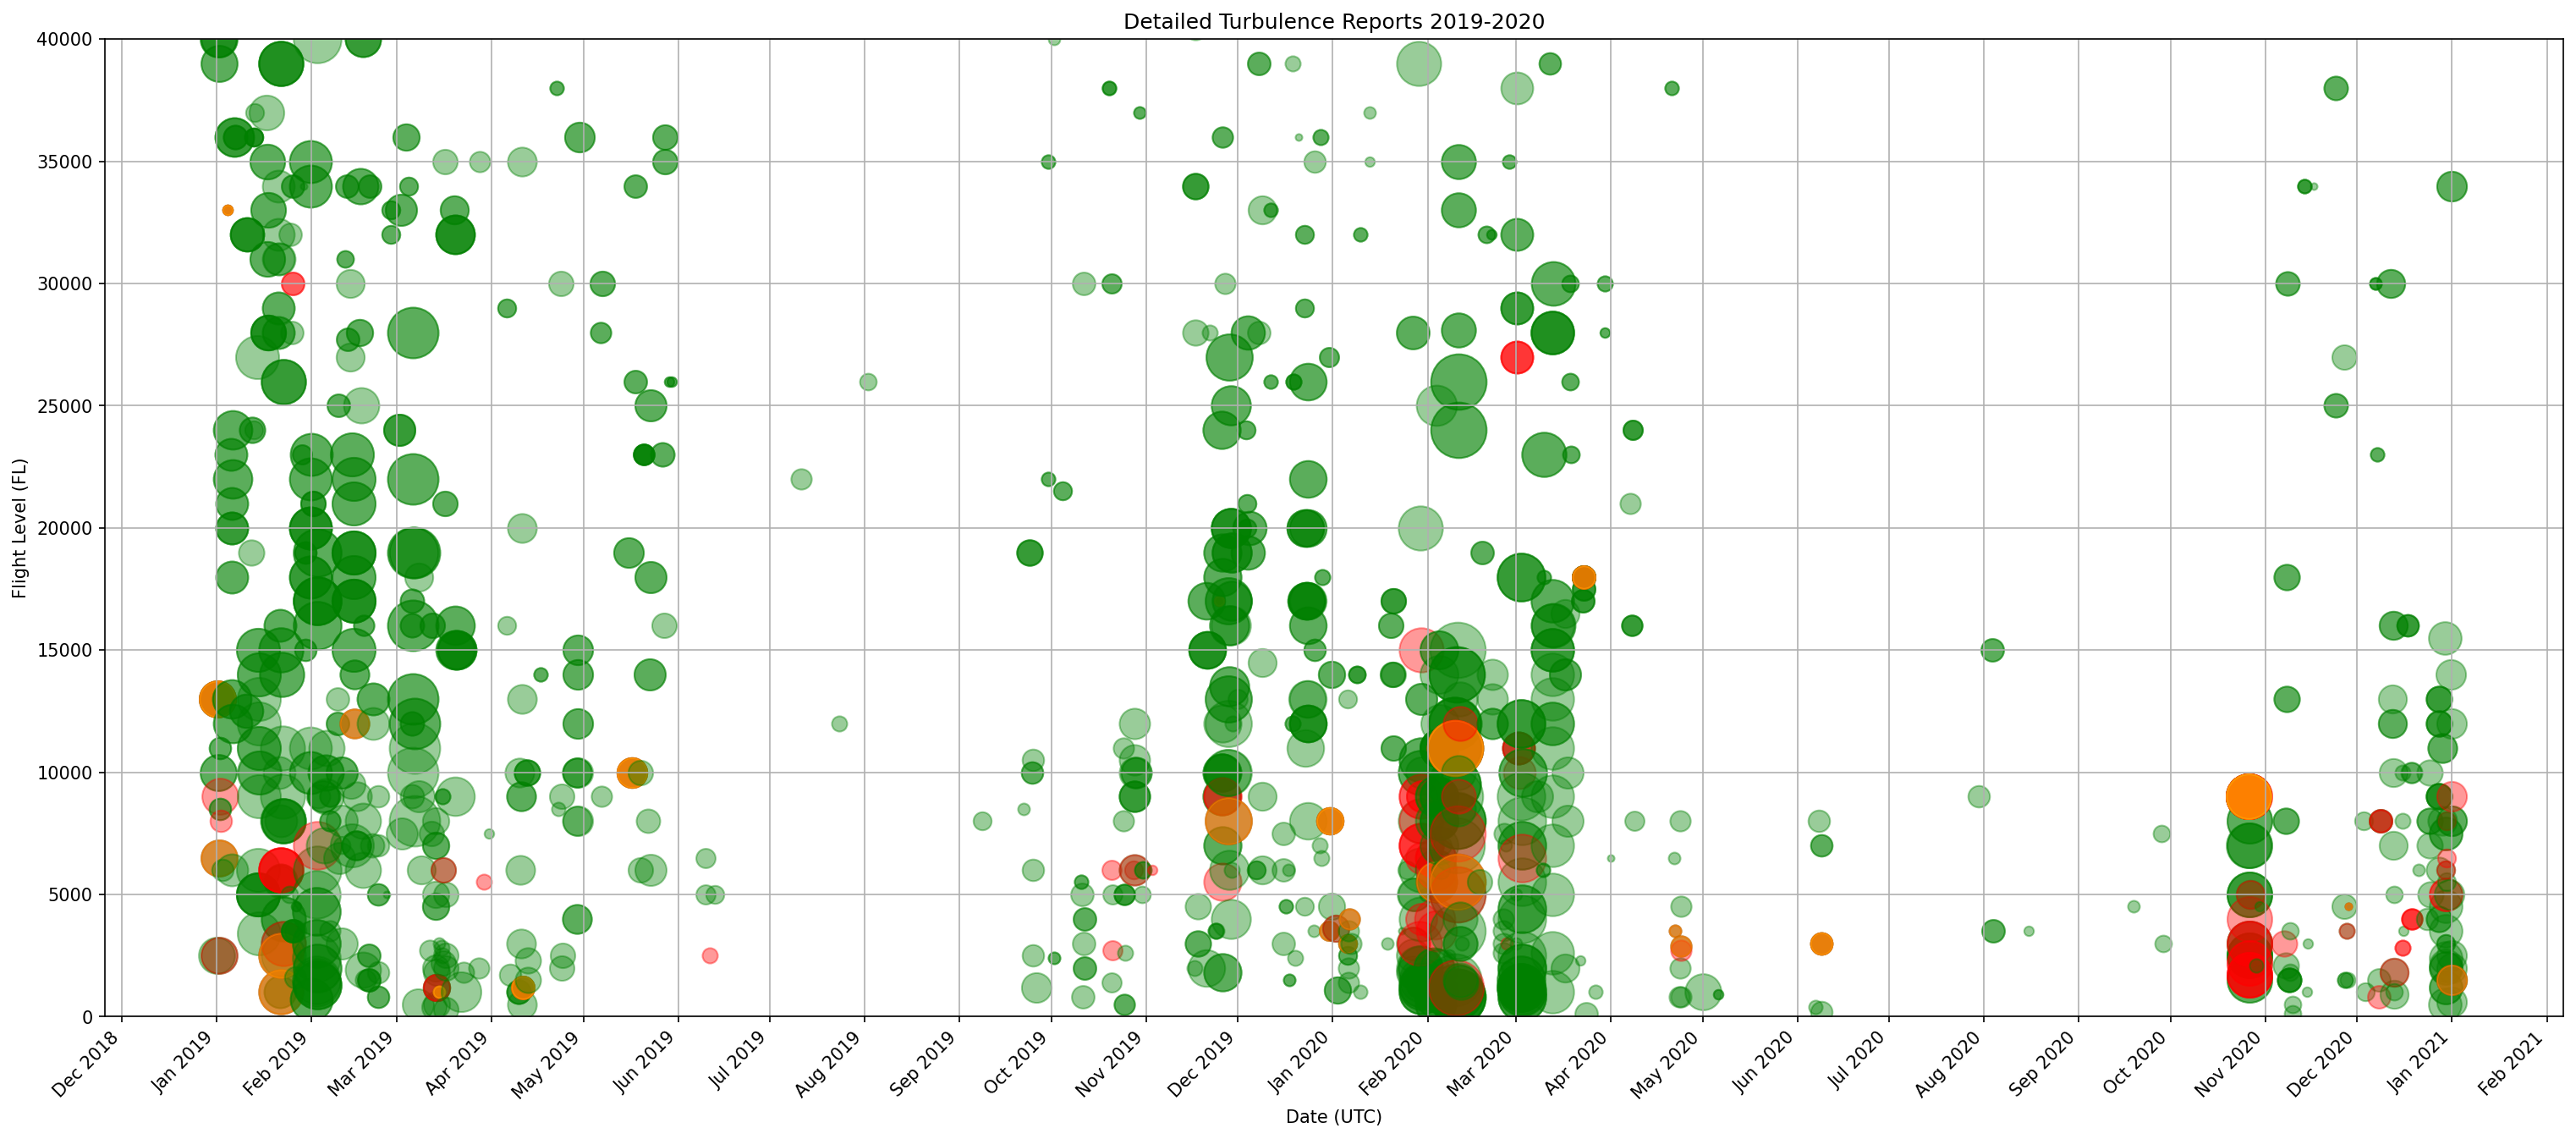 Detailed Turbulence Reports 2019-2020
40000
35000
30000
25000
20000
15000
10000
5000
0
Flight Level (FL)
Dec 2018
Jan 2019
Feb 2019
Mar 2019
Apr 2019
May 2019
Jun 2019
Jul 2019
Aug 2019
Sep 2019
Oct 2019
Nov 2019
Dec 2019
Jan 2020
Feb 2020
Mar 2020
Apr 2020
May 2020
Jun 2020
Jul 2020
Aug 2020
Sep 2020
Oct 2020
Nov 2020
Dec 2020
Jan 2021
Feb 2021
Date (UTC)